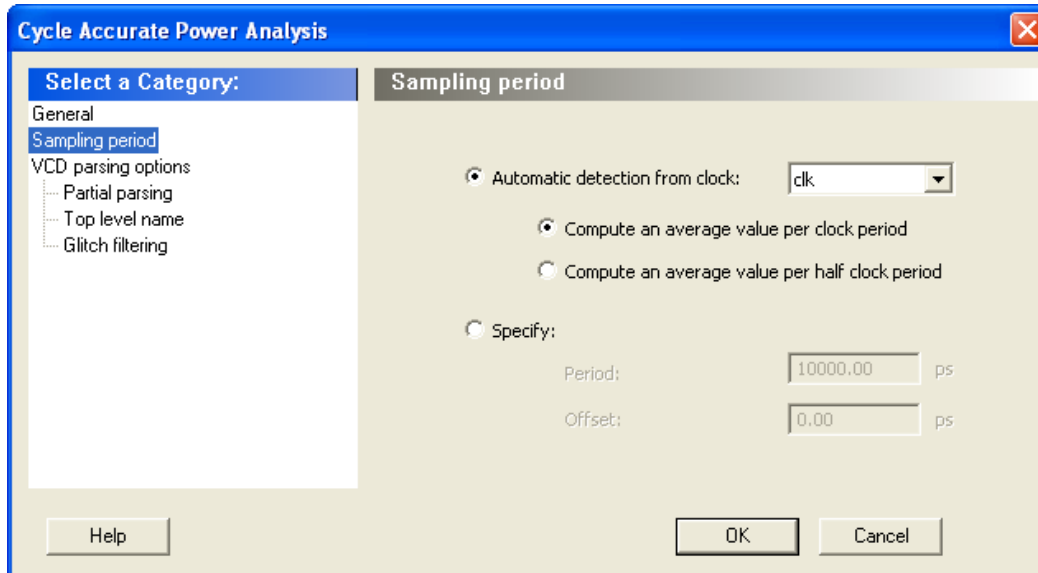 Cycle Accurate Power Analysis
Select a Category:
General
Sampling period
VCD parsing options
Partial parsing
Top level name
Glitch filtering
Sampling period
Automatic detection from clock: clk
Compute an average value per clock period
Compute an average value per half clock period
Specify:
Period: 10000.00 ps
Offset: 0.00 ps
Help
OK
Cancel